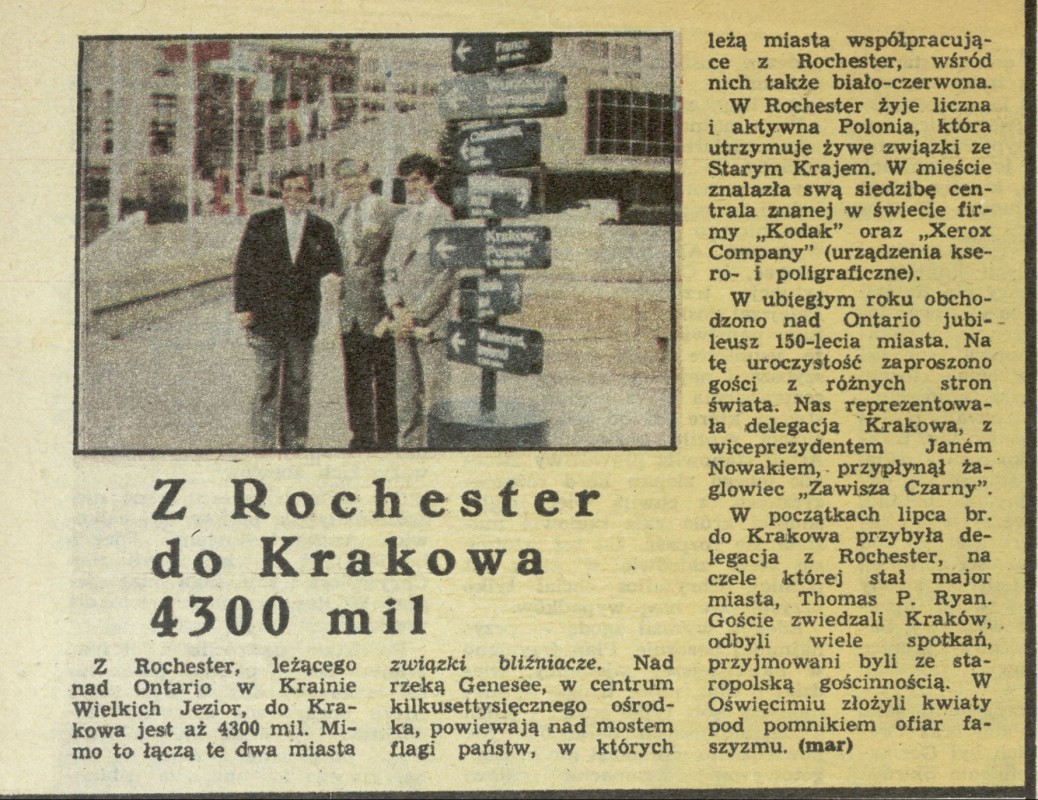 France
Kraków,
Z Rochester
do Krakowa
4300 mil
Z Rochester, leżącego
nad Ontario w Krainie
Wielkich Jezior, do Kra-
kowa jest aż 4300 mil. Mi-
mo to łączą te dwa miasta
związki bliźniacze. Nad
rzeką Genesee, w centrum
kilkusettysięcznego ośrod-
ka, powiewają nad mostem
flagi państw, w których
leżą miasta współpracują-
ce z Rochester, wśród
nich także biało-czerwona.
W Rochester żyje liczna
i aktywna Polonia, która
utrzymuje żywe związki ze
Starym Krajem. W mieście
znalazła swą siedzibę cen-
trala znanej w świecie fir-
my „Kodak” oraz „Xerox
Company” (urządzenia kse-
ro- i poligraficzne).
W ubiegłym roku obcho-
dzono nad Ontario jubi-
leusz 150-lecia miasta. Na
tę uroczystość zaproszono
gości z różnych stron
świata. Nas reprezentowa-
ła delegacja Krakowa, z
wiceprezydentem Janem
Nowakiem, przypłynął ża-
glowiec „Zawisza Czarny”.
W początkach lipca br.
do Krakowa przybyła de-
legacja z Rochester, na
czele której stał major
miasta, Thomas P. Ryan.
Goście zwiedzali Kraków,
odbyli wiele spotkań,
przyjmowani byli ze sta-
ropolską gościnnością. W
Oświęcimiu złożyli kwiaty
pod pomnikiem ofiar fa-
szyzmu. (mar)